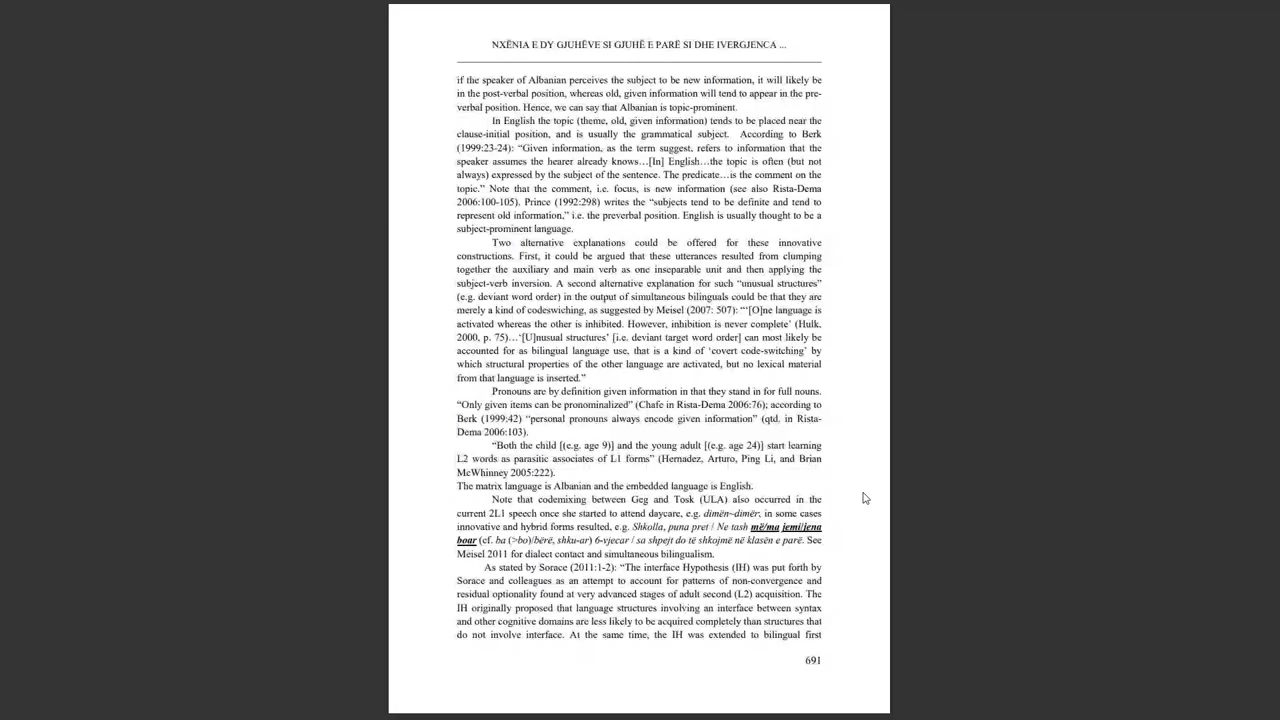 NXËNIA E DY GJUHËVE SI GJUHË E PARË SI DHE IVERGJENCA ...
if the speaker of Albanian perceives the subject to be new information, it will likely be
in the post-verbal position, whereas old, given information will tend to appear in the pre-
verbal position. Hence, we can say that Albanian is topic-prominent.
In English the topic (theme, old, given information) tends to be placed near the
clause-initial position, and is usually the grammatical subject. According to Berk
(1999:23-24): “Given information, as the term suggest, refers to information that the
speaker assumes the hearer already knows…[In] English…the topic is often (but not
always) expressed by the subject of the sentence. The predicate…is the comment on the
topic.” Note that the comment, i.e. focus, is new information (see also Rista-Dema
2006:100-105). Prince (1992:298) writes the “subjects tend to be definite and tend to
represent old information,” i.e. the preverbal position. English is usually thought to be a
subject-prominent language.
Two alternative explanations could be offered for these innovative
constructions. First, it could be argued that these utterances resulted from clumping
together the auxiliary and main verb as one inseparable unit and then applying the
subject-verb inversion. A second alternative explanation for such “unusual structures”
(e.g. deviant word order) in the output of simultaneous bilinguals could be that they are
merely a kind of codeswiching, as suggested by Meisel (2007: 507): “‘[O]ne language is
activated whereas the other is inhibited. However, inhibition is never complete’ (Hulk,
2000, p. 75)…‘[U]nusual structures’ [i.e. deviant target word order] can most likely be
accounted for as bilingual language use, that is a kind of ‘covert code-switching’ by
which structural properties of the other language are activated, but no lexical material
from that language is inserted.”
Pronouns are by definition given information in that they stand in for full nouns.
“Only given items can be pronominalized” (Chafe in Rista-Dema 2006:76); according to
Berk (1999:42) “personal pronouns always encode given information” (qtd. in Rista-
Dema 2006:103).
“Both the child [(e.g. age 9)] and the young adult [(e.g. age 24)] start learning
L2 words as parasitic associates of L1 forms” (Hernadez, Arturo, Ping Li, and Brian
McWhinney 2005:222).
The matrix language is Albanian and the embedded language is English.
Note that codemixing between Geg and Tosk (ULA) also occurred in the
current 2L1 speech once she started to attend daycare, e.g. dimën~dimër; in some cases
innovative and hybrid forms resulted, e.g. Shkolla, puna pret / Ne tash më/ma jemi/jena
boar (cf. ba (>bo)/bërë, shku-ar) 6-vjecar / sa shpejt do të shkojmë në klasën e parë. See
Meisel 2011 for dialect contact and simultaneous bilingualism.
As stated by Sorace (2011:1-2): “The interface Hypothesis (IH) was put forth by
Sorace and colleagues as an attempt to account for patterns of non-convergence and
residual optionality found at very advanced stages of adult second (L2) acquisition. The
IH originally proposed that language structures involving an interface between syntax
and other cognitive domains are less likely to be acquired completely than structures that
do not involve interface. At the same time, the IH was extended to bilingual first
691